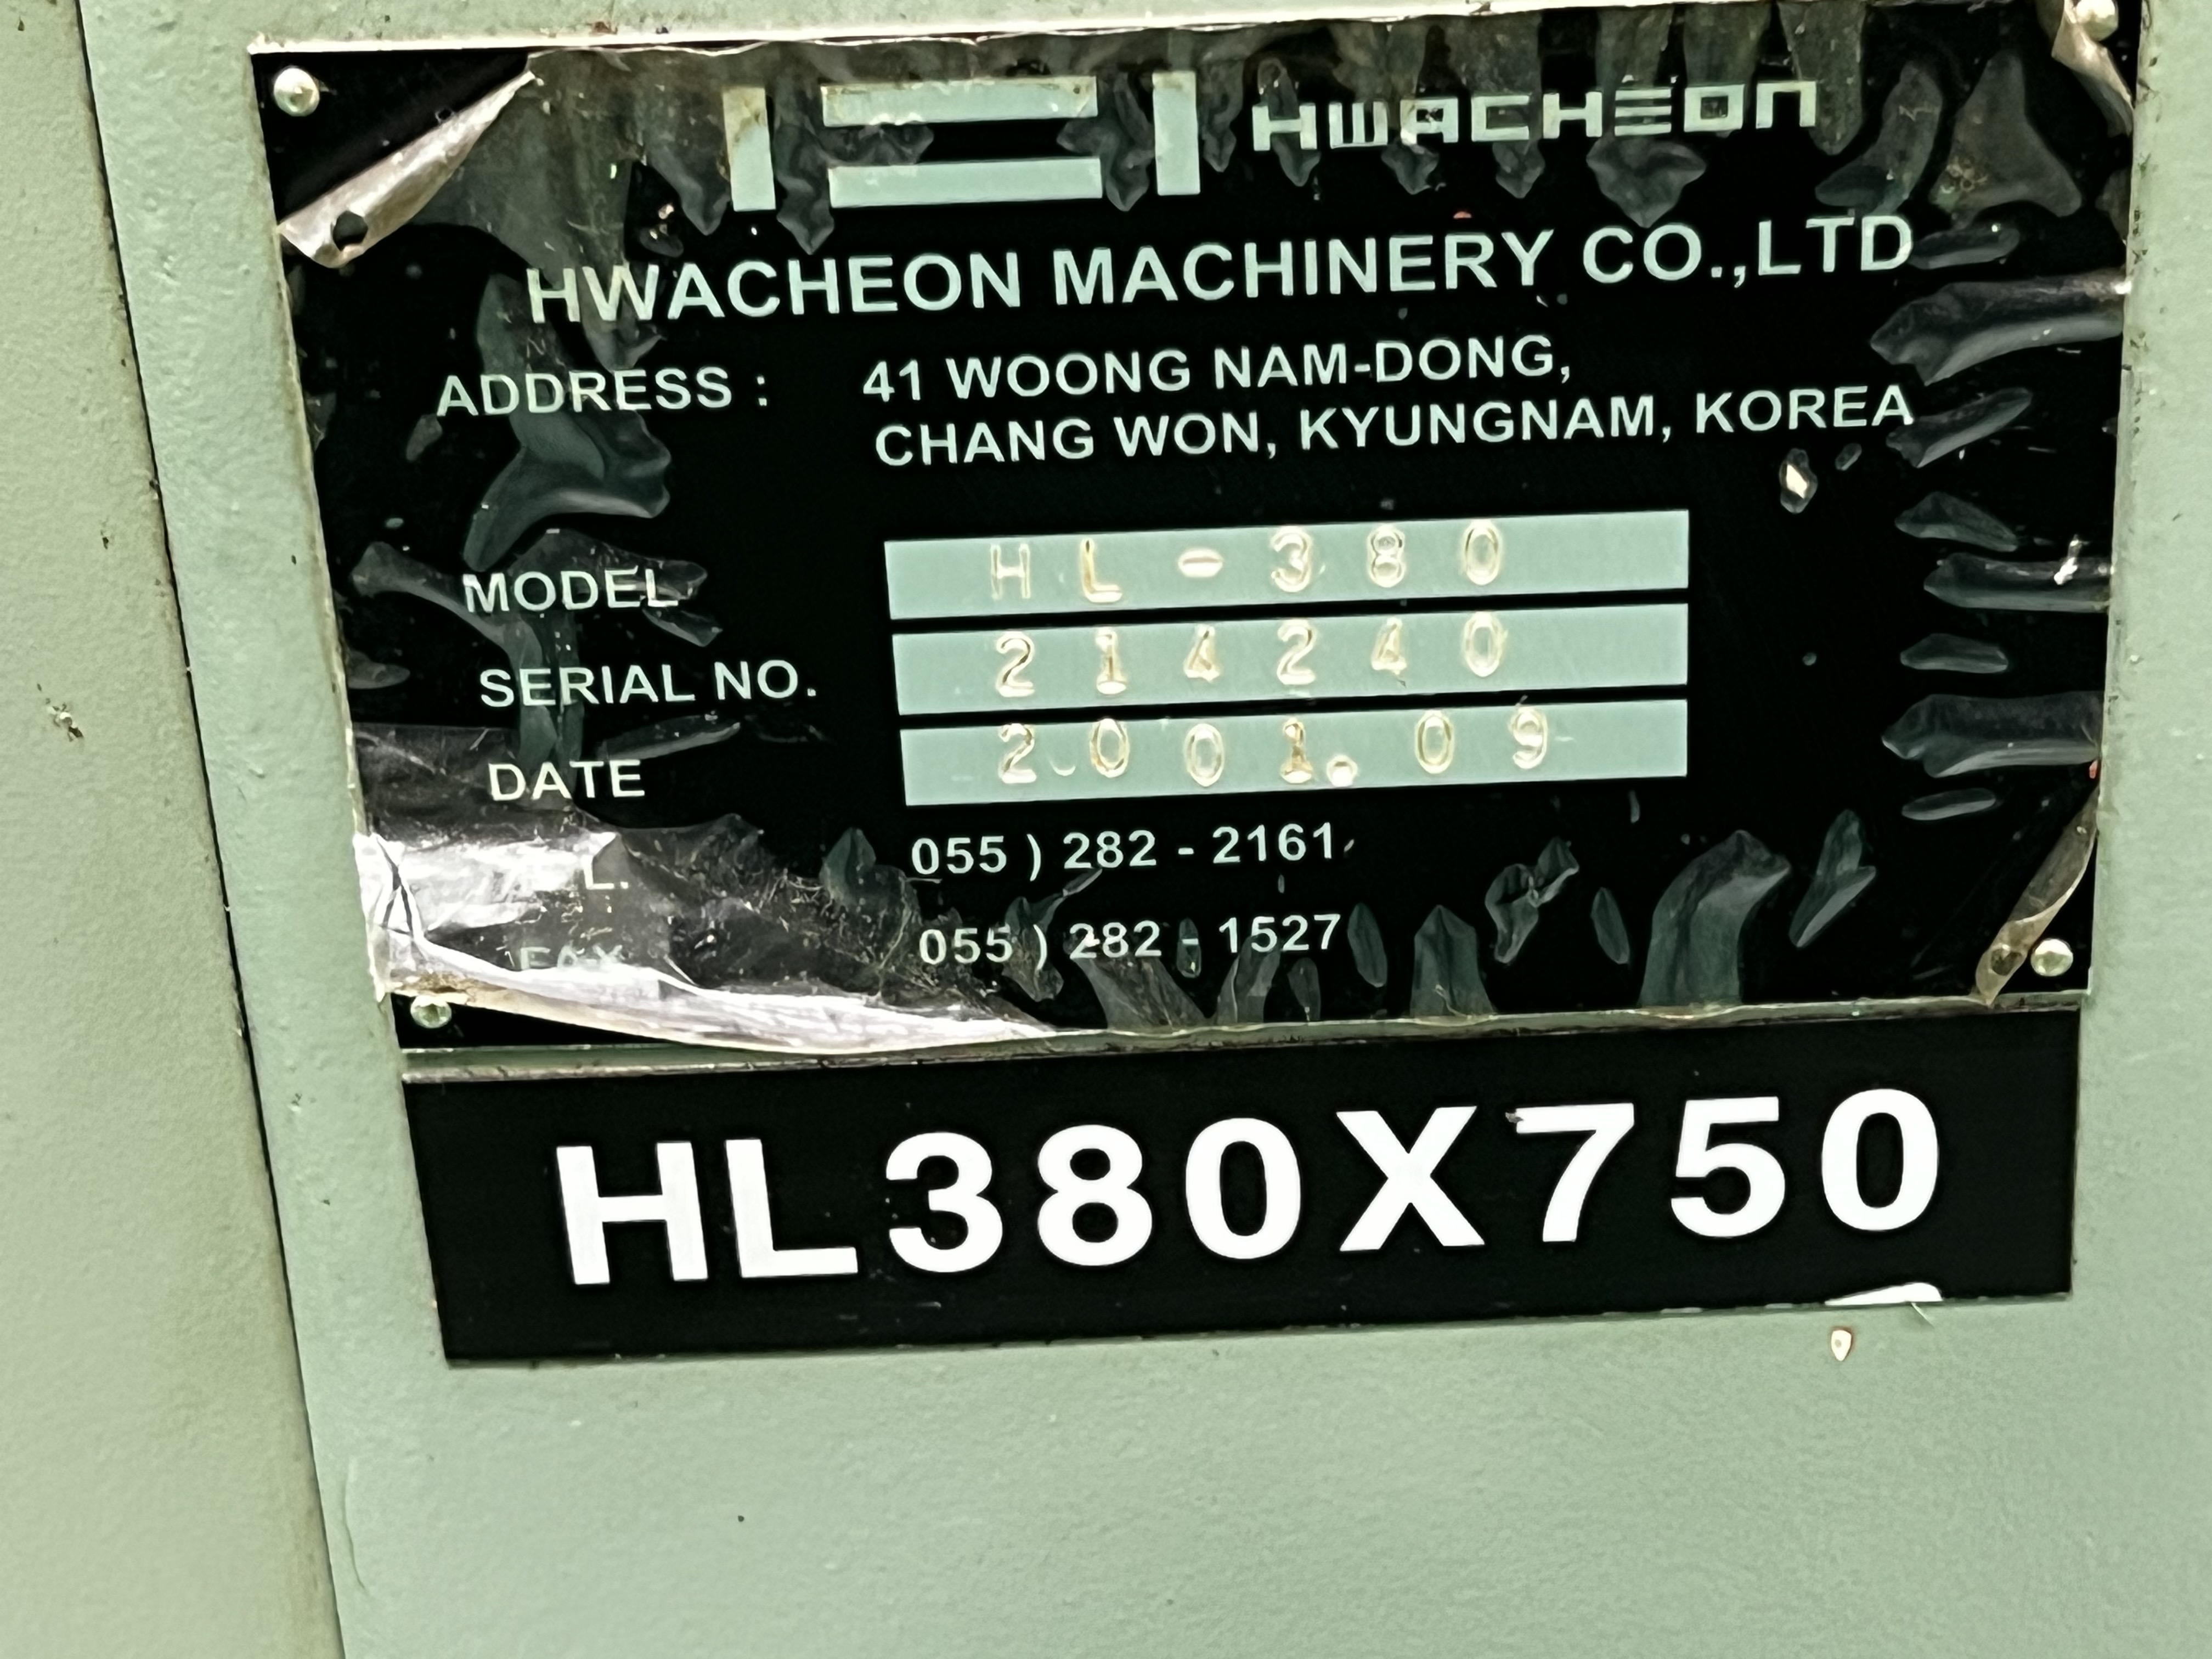 HWACHEON
HWACHEON MACHINERY CO.,LTD
ADDRESS : 41 WOONG NAM-DONG,
CHANG WON, KYUNGNAM, KOREA
MODEL HL-380
SERIAL NO. 214240
DATE 2001.09
055 ) 282 - 2161
FAX 055 ) 282 - 1527
HL380X750